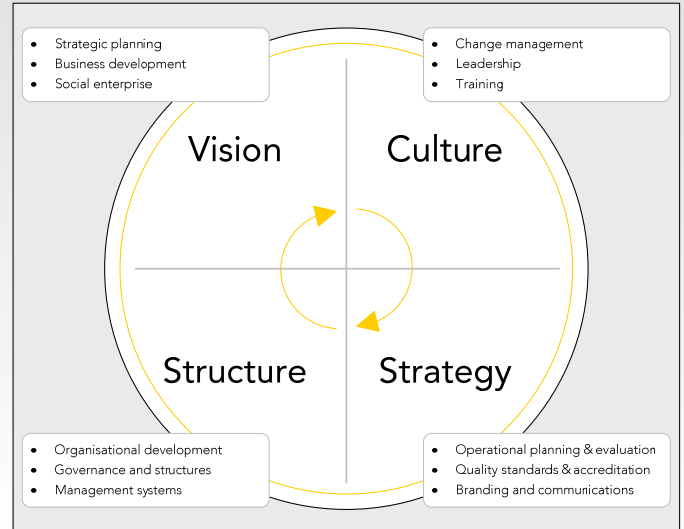 • Strategic planning
• Business development
• Social enterprise
• Change management
• Leadership
• Training
Vision
Culture
Structure
Strategy
• Organisational development
• Governance and structures
• Management systems
• Operational planning & evaluation
• Quality standards & accreditation
• Branding and communications